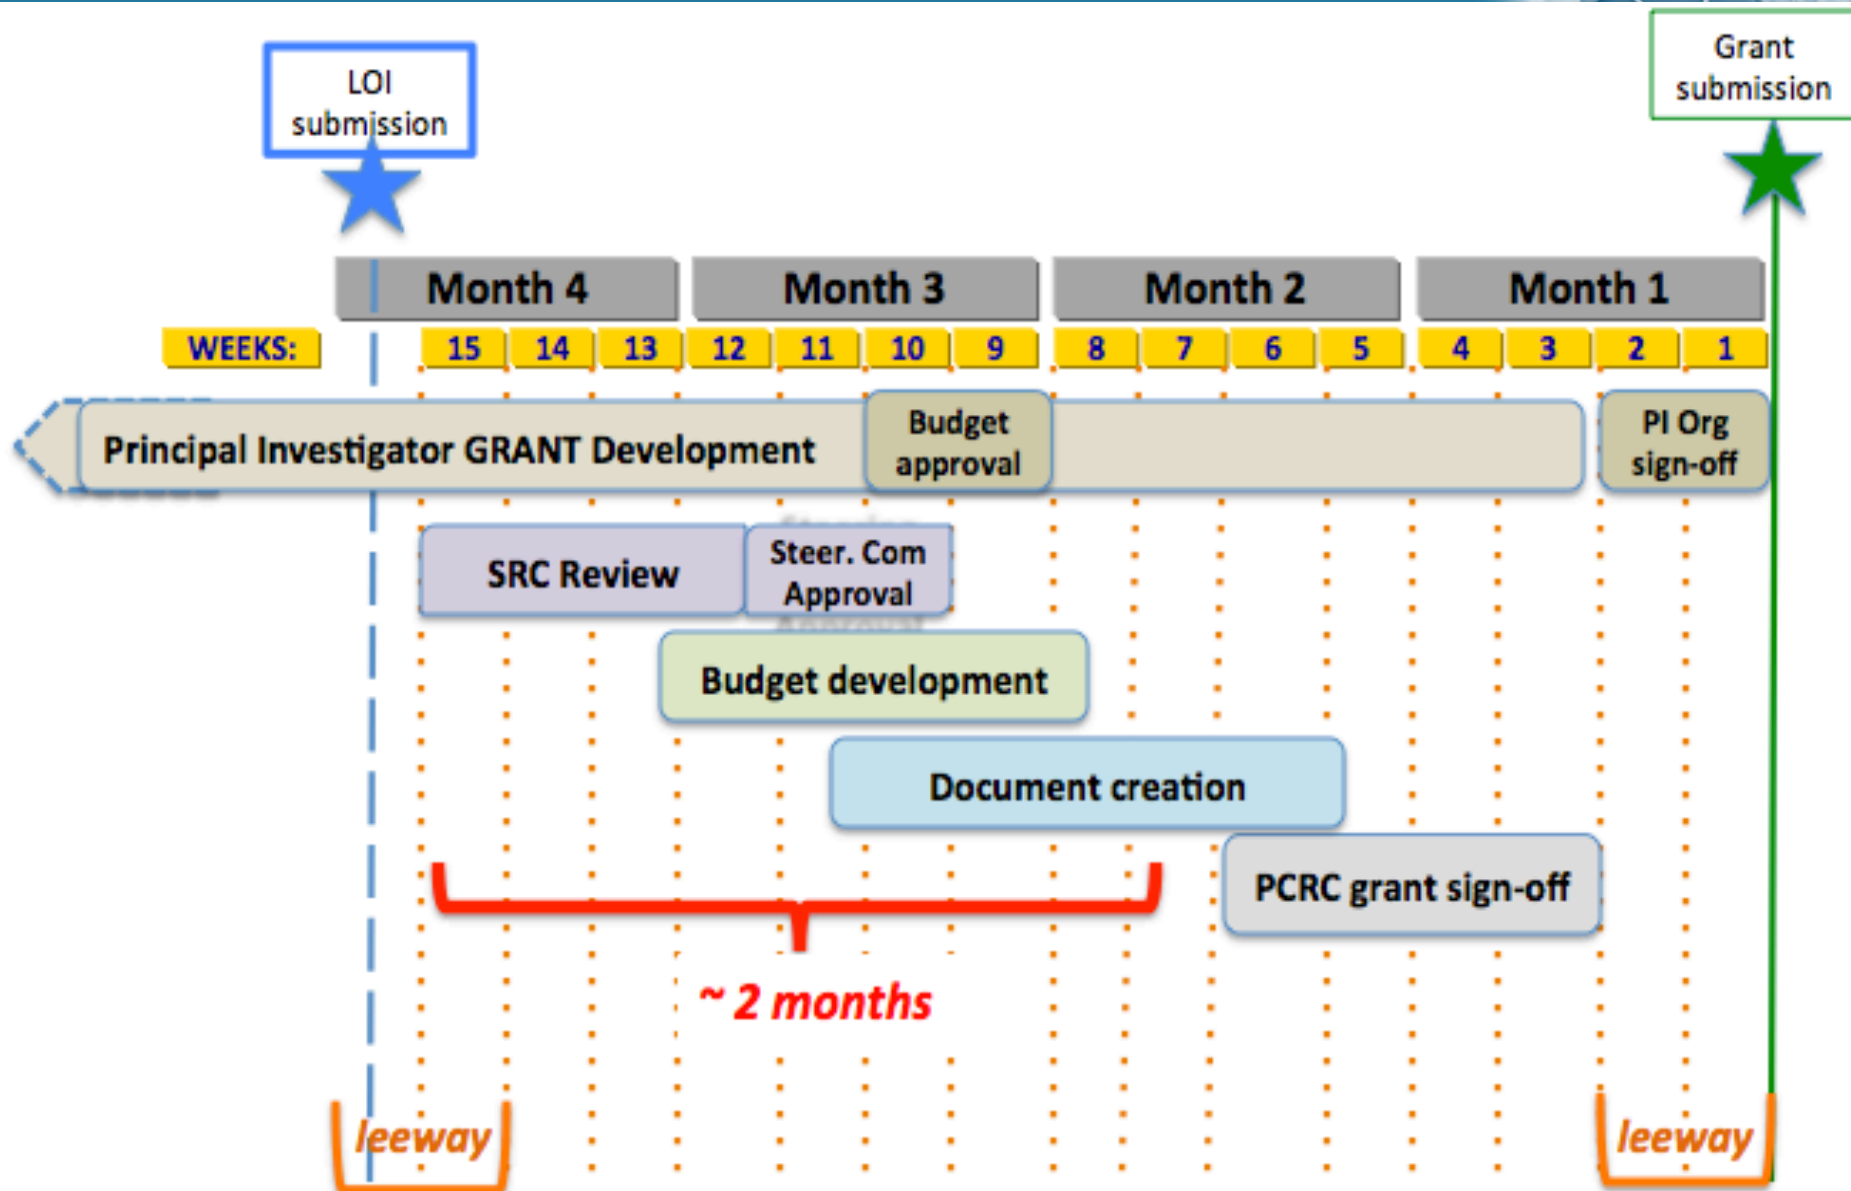 LOI
submission
Grant
submission
Month 4 Month 3 Month 2 Month 1
WEEKS: 15 14 13 12 11 10 9 8 7 6 5 4 3 2 1
Principal Investigator GRANT Development
Budget
approval
PI Org
sign-off
SRC Review
Steer. Com
Approval
Budget development
Document creation
PCRC grant sign-off
~ 2 months
leeway
leeway